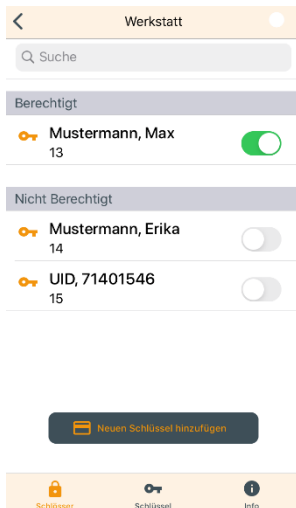 Werkstatt
Suche
Berechtigt
Mustermann, Max
13
Nicht Berechtigt
Mustermann, Erika
14
UID, 71401546
15
Neuen Schlüssel hinzufügen
Schlösser
Schlüssel
Info